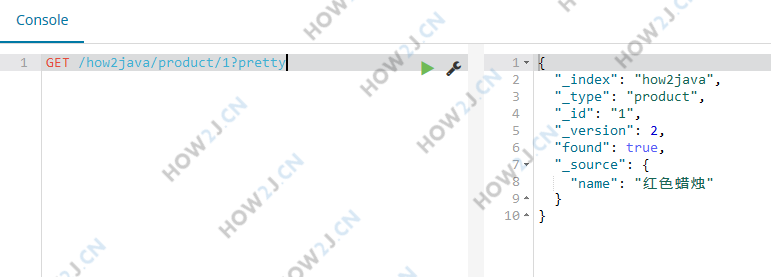 Console
1 GET /how2java/product/1?pretty
1 {
2 "_index": "how2java",
3 "_type": "product",
4 "_id": "1",
5 "_version": 2,
6 "found": true,
7 "_source": {
8 "name": "红色蜡烛"
9 }
10 }
HOW2J.CN
HOW2J.CN
HOW2J.CN
HOW2J.CN
HOW2J.CN
HOW2J.CN
HOW2J.CN
HOW2J.CN